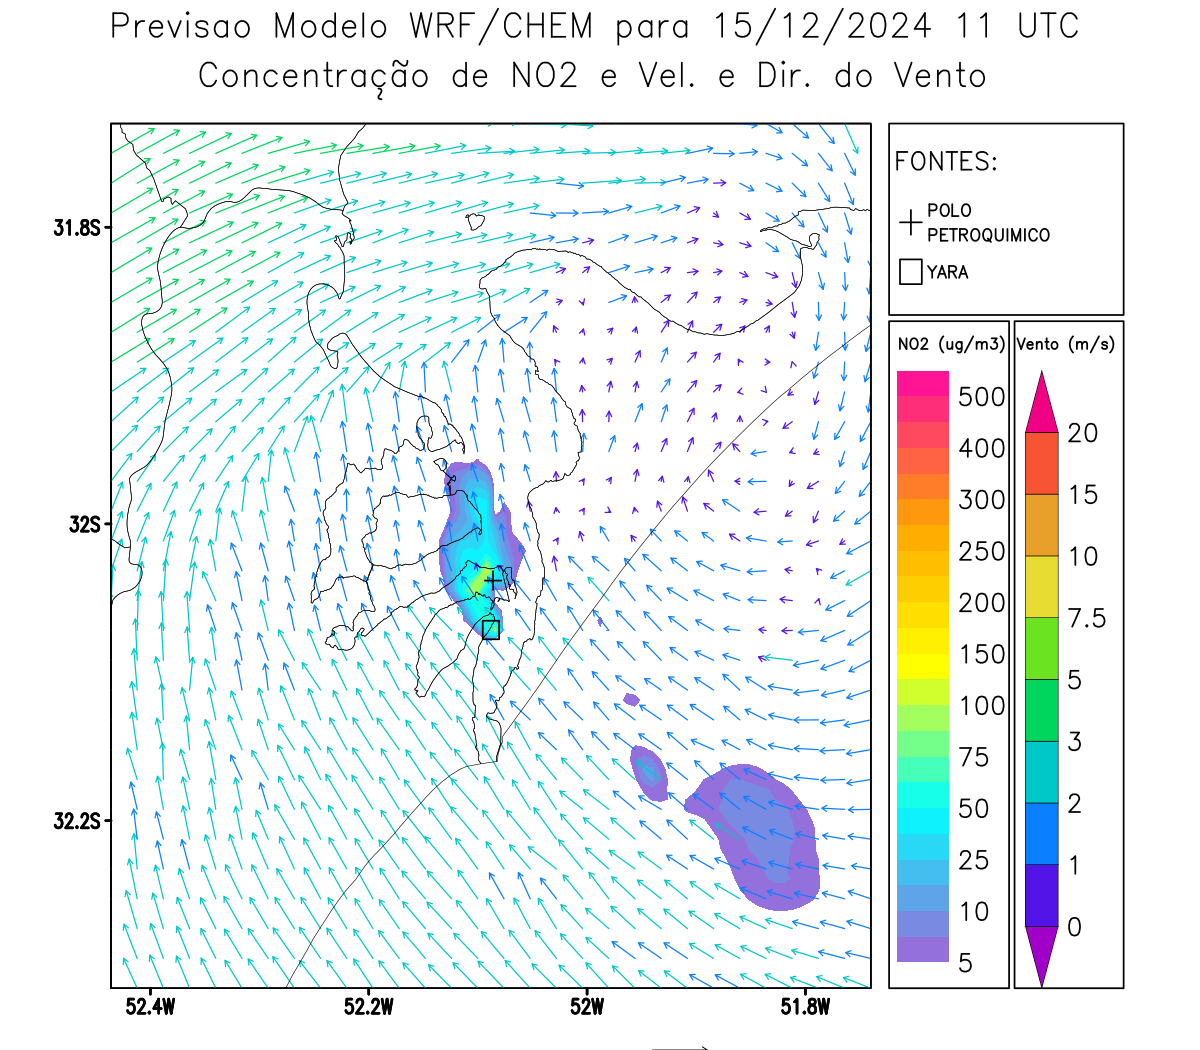 Previsao Modelo WRF/CHEM para 15/12/2024 11 UTC
Concentração de NO2 e Vel. e Dir. do Vento
FONTES:
POLO
PETROQUIMICO
YARA
NO2 (ug/m3)
500
400
300
250
200
150
100
75
50
25
10
5
Vento (m/s)
20
15
10
7.5
5
3
2
1
0
31.8S
32S
32.2S
52.4W 52.2W 52W 51.8W